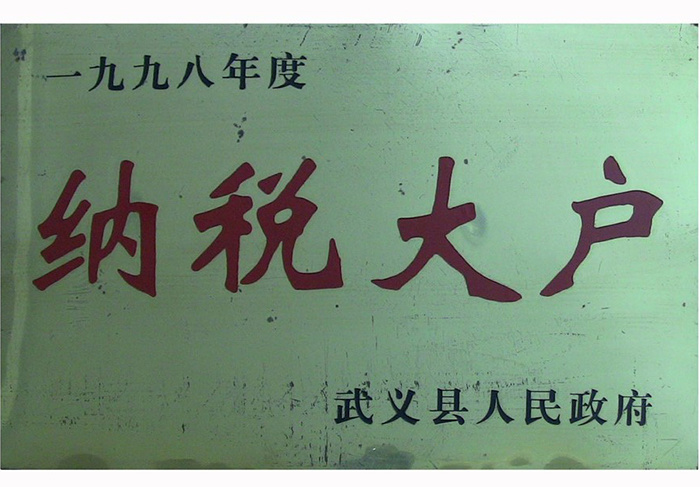 一九九八年度
纳税大户
武义县人民政府